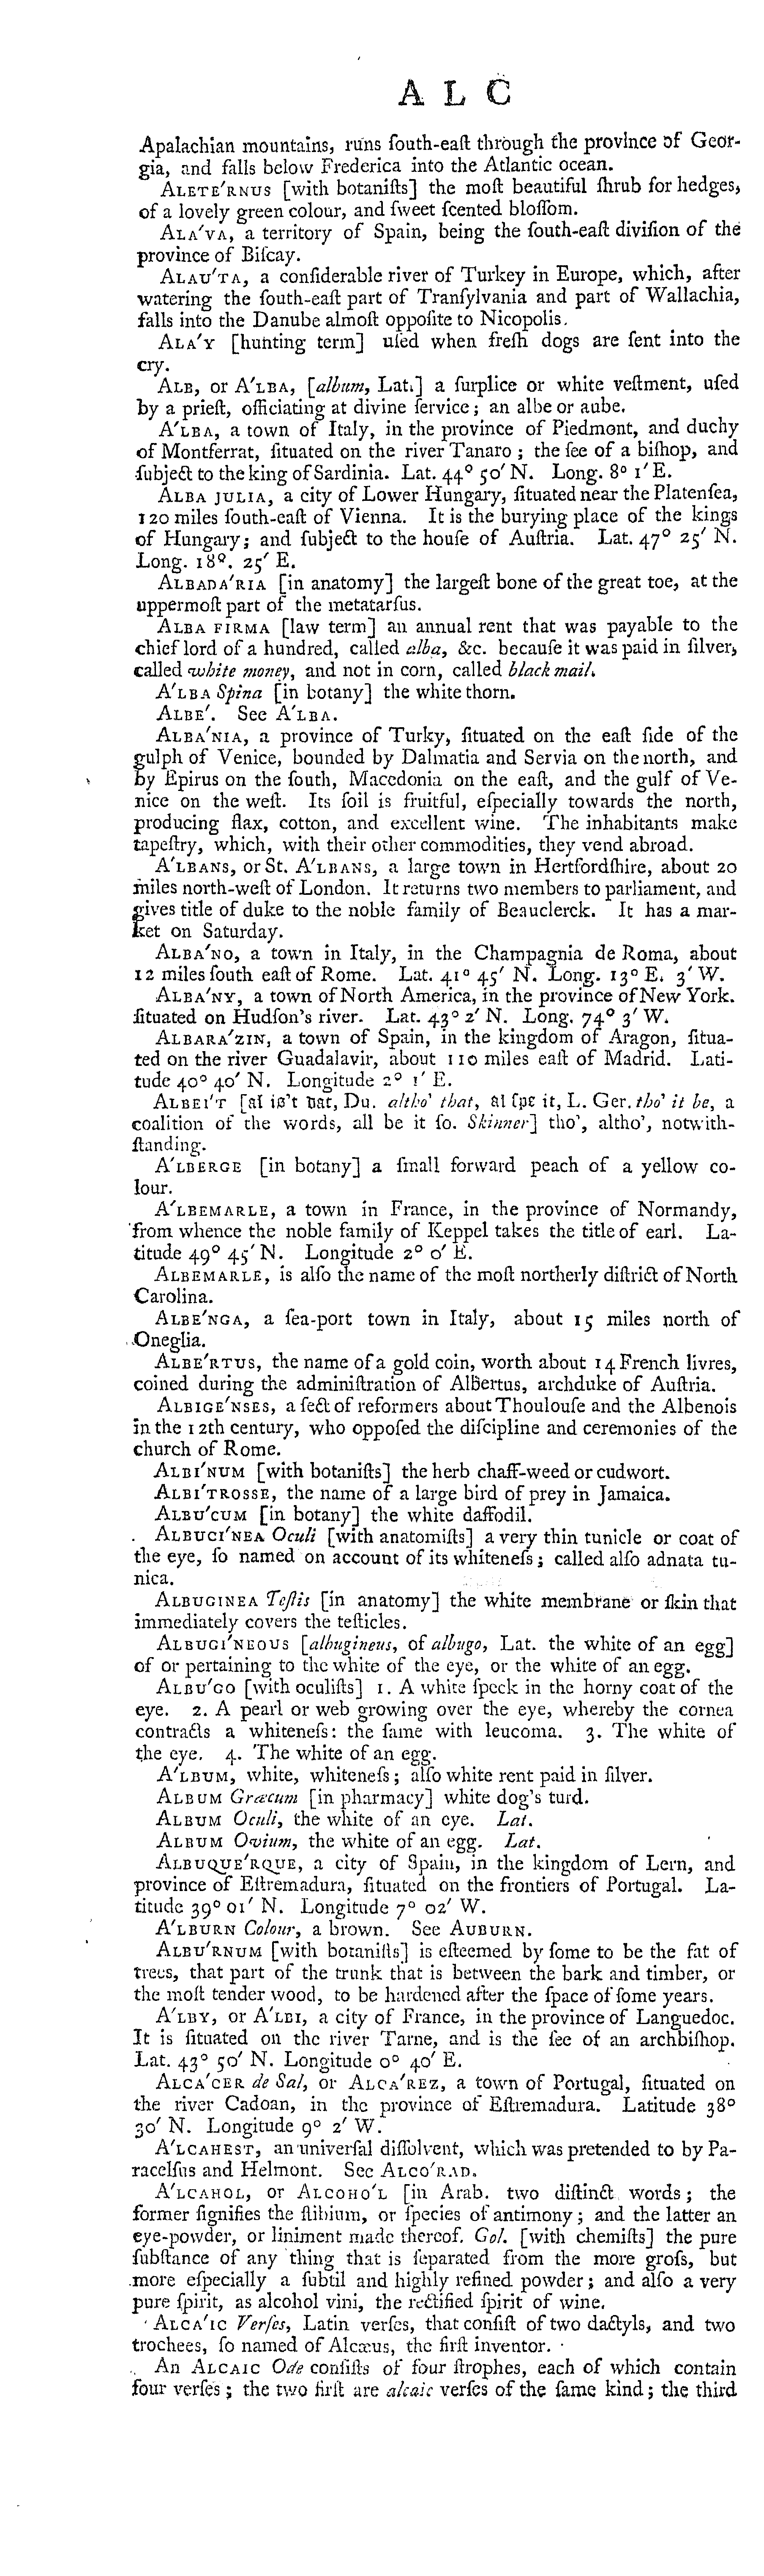 A L C
Apalachian mountains, runs ſouth-eaſt through the province of Geor-
gia, and falls below Frederica into the Atlantic ocean.
ALETE′RNUS [with botaniſts] the moſt beautiful ſhrub for hedges,
of a lovely green colour, and ſweet ſcented bloſſom.
ALA′VA, a territory of Spain, being the ſouth-eaſt diviſion of the
province of Biſcay.
ALAU′TA, a conſiderable river of Turkey in Europe, which, after
watering the ſouth-eaſt part of Tranſylvania and part of Wallachia,
falls into the Danube almoſt oppoſite to Nicopolis.
ALA′Y [hunting term] uſed when freſh dogs are ſent into the
cry.
ALB, or A′LBA, [album, Lat.] a ſurplice or white veſtment, uſed
by a prieſt, officiating at divine ſervice; an albe or aube.
A′LBA, a town of Italy, in the province of Piedmont, and duchy
of Montferrat, ſituated on the river Tanaro; the ſee of a biſhop, and
ſubject to the king of Sardinia. Lat. 44° 50′ N. Long. 8° 1′ E.
ALBA JULIA, a city of Lower Hungary, ſituated near the Platenſea,
120 miles ſouth-eaſt of Vienna. It is the burying place of the kings
of Hungary; and ſubject to the houſe of Auſtria. Lat. 47° 25′ N.
Long. 18°. 25′ E.
ALBADA′RIA [in anatomy] the largeſt bone of the great toe, at the
uppermoſt part of the metatarſus.
ALBA FIRMA [law term] an annual rent that was payable to the
chief lord of a hundred, called alba, &c. becauſe it was paid in ſilver,
called white money, and not in corn, called black mail.
A′LBA Spina [in botany] the white thorn.
ALBE′. See A′LBA.
ALBA′NIA, a province of Turky, ſituated on the eaſt ſide of the
gulph of Venice, bounded by Dalmatia and Servia on the north, and
by Epirus on the ſouth, Macedonia on the eaſt, and the gulf of Ve-
nice on the weſt. Its ſoil is fruitful, eſpecially towards the north,
producing flax, cotton, and excellent wine. The inhabitants make
tapeſtry, which, with their other commodities, they vend abroad.
A′LBANS, or St. A′LBANS, a large town in Hertfordſhire, about 20
miles north-weſt of London. It returns two members to parliament, and
gives title of duke to the noble family of Beauclerck. It has a mar-
ket on Saturday.
ALBA′NO, a town in Italy, in the Champagnia de Roma, about
12 miles ſouth eaſt of Rome. Lat. 41° 45′ N. Long. 13° E. 3′ W.
ALBA′NY, a town of North America, in the province of New York.
ſituated on Hudſon's river. Lat. 43° 2′ N. Long. 74° 3′ W.
ALBARA′ZIN, a town of Spain, in the kingdom of Aragon, ſitua-
ted on the river Guadalavir, about 110 miles eaſt of Madrid. Lati-
tude 40° 40′ N. Longitude 2° 1′ E.
ALBEI′T [al is't dat, Du. altho' that, al ſpe it, L. Ger. tho' it be, a
coalition of the words, all be it ſo. Skinner] tho', altho', notwith-
ſtanding.
A′LBERGE [in botany] a ſmall forward peach of a yellow co-
lour.
A′LBEMARLE, a town in France, in the province of Normandy,
from whence the noble family of Keppel takes the title of earl. La-
titude 49° 45′ N. Longitude 2° 0′ E.
ALBEMARLE, is alſo the name of the moſt northerly diſtrict of North
Carolina.
ALBE′NGA, a ſea-port town in Italy, about 15 miles north of
Oneglia.
ALBE′RTUS, the name of a gold coin, worth about 14 French livres,
coined during the adminiſtration of Albertus, archduke of Auſtria.
ALBIGE′NSES, a ſect of reformers about Thoulouſe and the Albenois
in the 12th century, who oppoſed the diſcipline and ceremonies of the
church of Rome.
ALBI′NUM [with botaniſts] the herb chaff-weed or cudwort.
ALBI′TROSSE, the name of a large bird of prey in Jamaica.
ALBU′CUM [in botany] the white daffodil.
ALBUCI′NEA Oculi [with anatomiſts] a very thin tunicle or coat of
the eye, ſo named on account of its whiteneſs; called alſo adnata tu-
nica.
ALBUGINEA Teſtis [in anatomy] the white membrane or ſkin that
immediately covers the teſticles.
ALBUGI′NEOUS [albugineus, of albugo, Lat. the white of an egg]
of or pertaining to the white of the eye, or the white of an egg.
ALBU′GO [with oculiſts] 1. A white ſpeck in the horny coat of the
eye. 2. A pearl or web growing over the eye, whereby the cornea
contracts a whiteneſs: the ſame with leucoma. 3. The white of
the eye. 4. The white of an egg.
A′LBUM, white, whiteneſs; alſo white rent paid in ſilver.
ALBUM Græcum [in pharmacy] white dog's turd.
ALBUM Oculi, the white of an eye. Lat.
ALBUM Ovium, the white of an egg. Lat.
ALBUQUE′RQUE, a city of Spain, in the kingdom of Lern, and
province of Eſtremadura, ſituated on the frontiers of Portugal. La-
titude 39° 01′ N. Longitude 7° 02′ W.
A′LBURN Colour, a brown. See AUBURN.
ALBU′RNUM [with botaniſts] is eſteemed by ſome to be the fat of
trees, that part of the trunk that is between the bark and timber, or
the moſt tender wood, to be hardened after the ſpace of ſome years.
A′LBY, or A′LBI, a city of France, in the province of Languedoc.
It is ſituated on the river Tarne, and is the ſee of an archbiſhop.
Lat. 43° 50′ N. Longitude 0° 40′ E.
ALCA′CER de Sal, or ALCA′REZ, a town of Portugal, ſituated on
the river Cadoan, in the province of Eſtremadura. Latitude 38°
30′ N. Longitude 9° 2′ W.
A′LCAHEST, an univerſal diſſolvent, which was pretended to by Pa-
racelſus and Helmont. See ALCO′RAD.
A′LCAHOL, or ALCOHO′L [in Arab. two diſtinct words; the
former ſignifies the ſtibium, or ſpecies of antimony; and the latter an
eye-powder, or liniment made thereof. Gol. [with chemiſts] the pure
ſubſtance of any thing that is ſeparated from the more groſs, but
more eſpecially a ſubtil and highly refined powder; and alſo a very
pure ſpirit, as alcohol vini, the rectified ſpirit of wine.
ALCA′IC Verſes, Latin verſes, that conſiſt of two dactyls, and two
trochees, ſo named of Alcæus, the firſt inventor.
An ALCAIC Ode conſiſts of four ſtrophes, each of which contain
four verſes; the two firſt are alcaic verſes of the ſame kind; the third